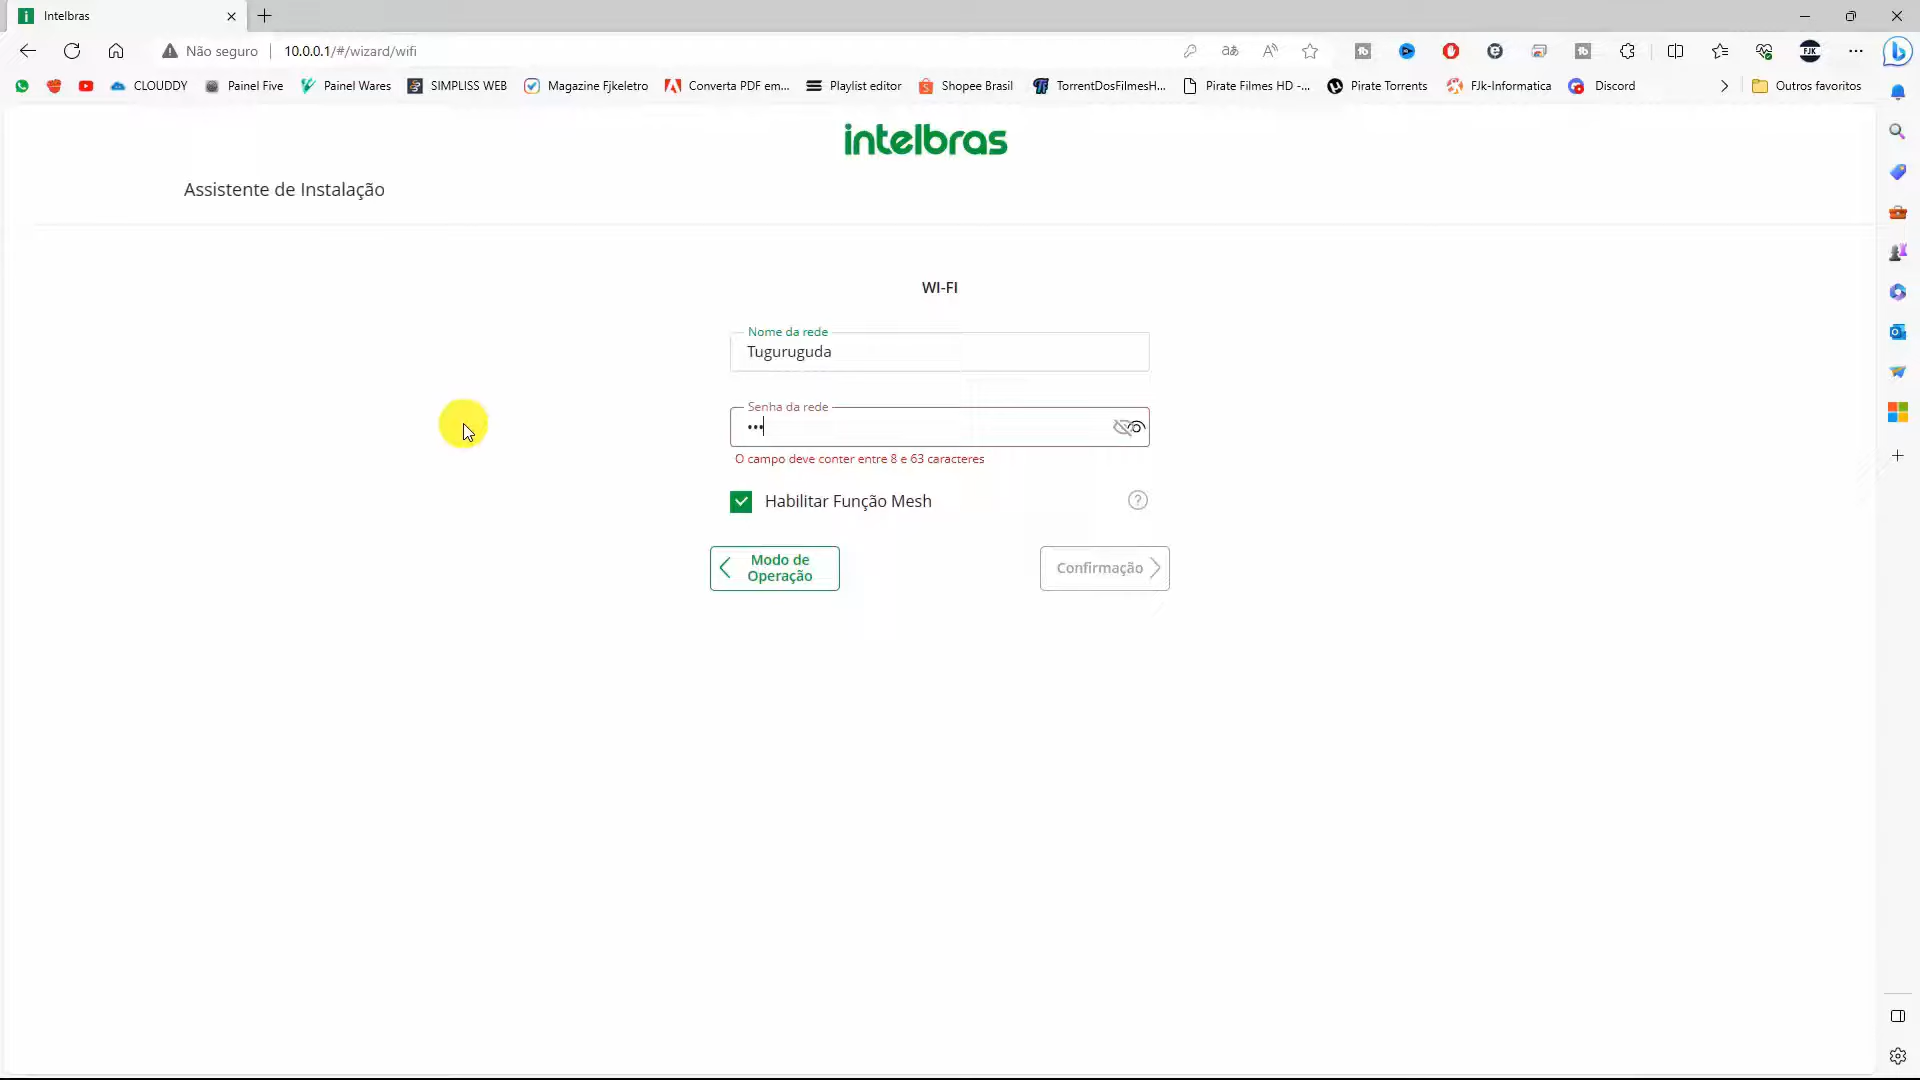 Intelbras
Não seguro
10.0.0.1/#/wizard/wifi
CLOUDDY
Painel Five
Painel Wares
SIMPLISS WEB
Magazine Fjkeletro
Converta PDF em...
Playlist editor
Shopee Brasil
TorrentDosFilmesH...
Pirate Filmes HD -...
Pirate Torrents
FJk-Informatica
Discord
Outros favoritos
intelbras
Assistente de Instalação
WI-FI
Nome da rede
Tuguruguda
Senha da rede
•••
O campo deve conter entre 8 e 63 caracteres
Habilitar Função Mesh
?
Modo de
Operação
Confirmação